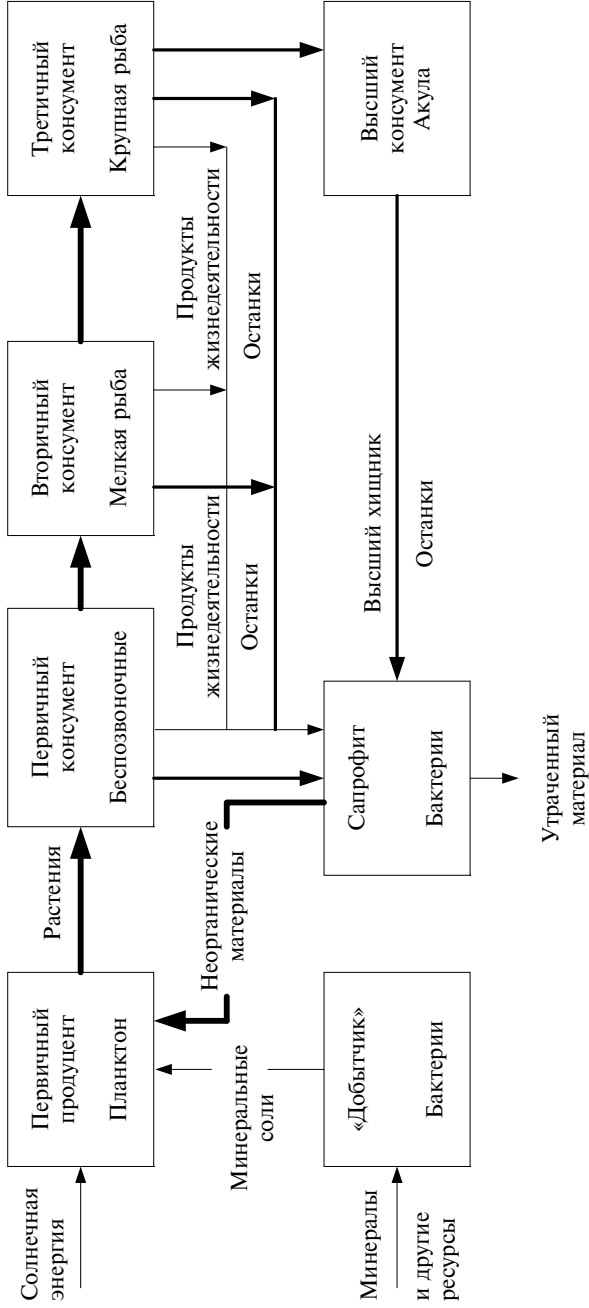 Солнечная
энергия
Первичный
продуцент
Планктон
Растения
Первичный
консумент
Беспозвоночные
Вторичный
консумент
Мелкая рыба
Третичный
консумент
Крупная рыба
Минеральные
соли
Неорганические
материалы
Продукты
жизнедеятельности
Останки
Продукты
жизнедеятельности
Останки
Минералы
и другие
ресурсы
«Добытчик»
Бактерии
Сапрофит
Бактерии
Высший хищник
Останки
Высший
консумент
Акула
Утраченный
материал